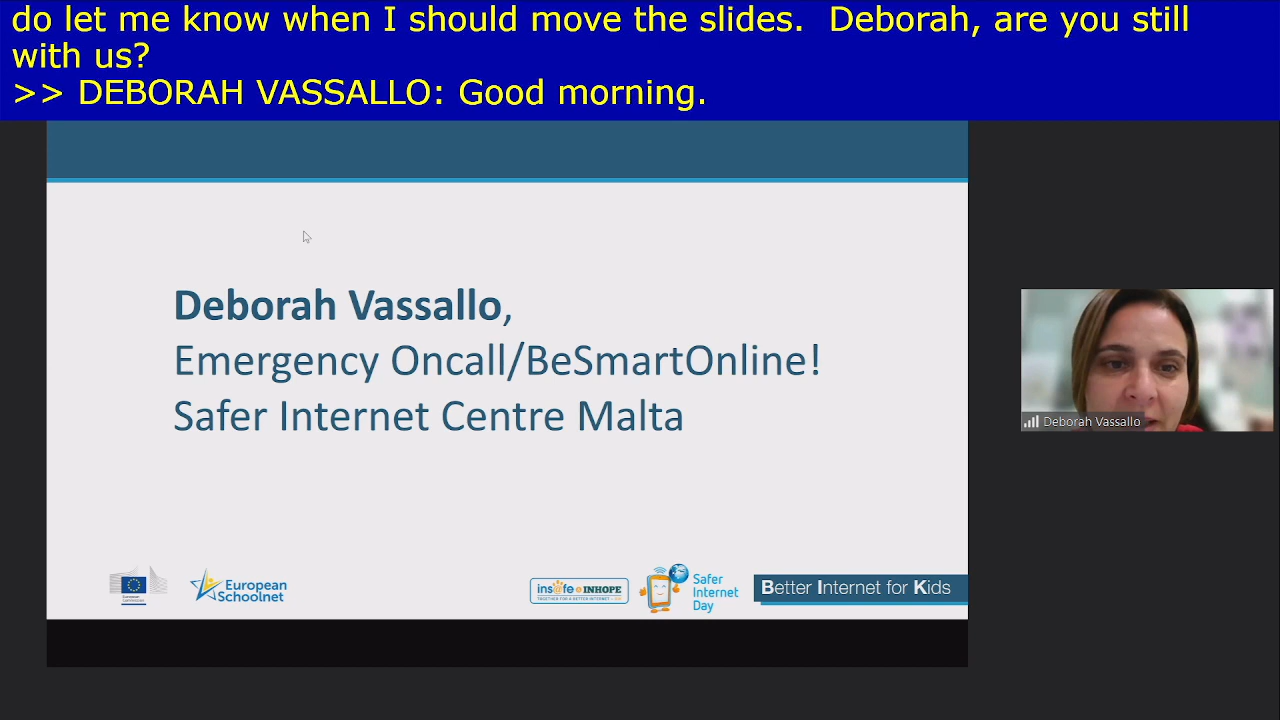 do let me know when I should move the slides.  Deborah, are you still
with us?
>> DEBORAH VASSALLO: Good morning.
Deborah Vassallo,
Emergency Oncall/BeSmartOnline!
Safer Internet Centre Malta
Deborah Vassallo
European
Schoolnet
ins@fe INHOPE
Safer
Internet
Day
Better Internet for Kids